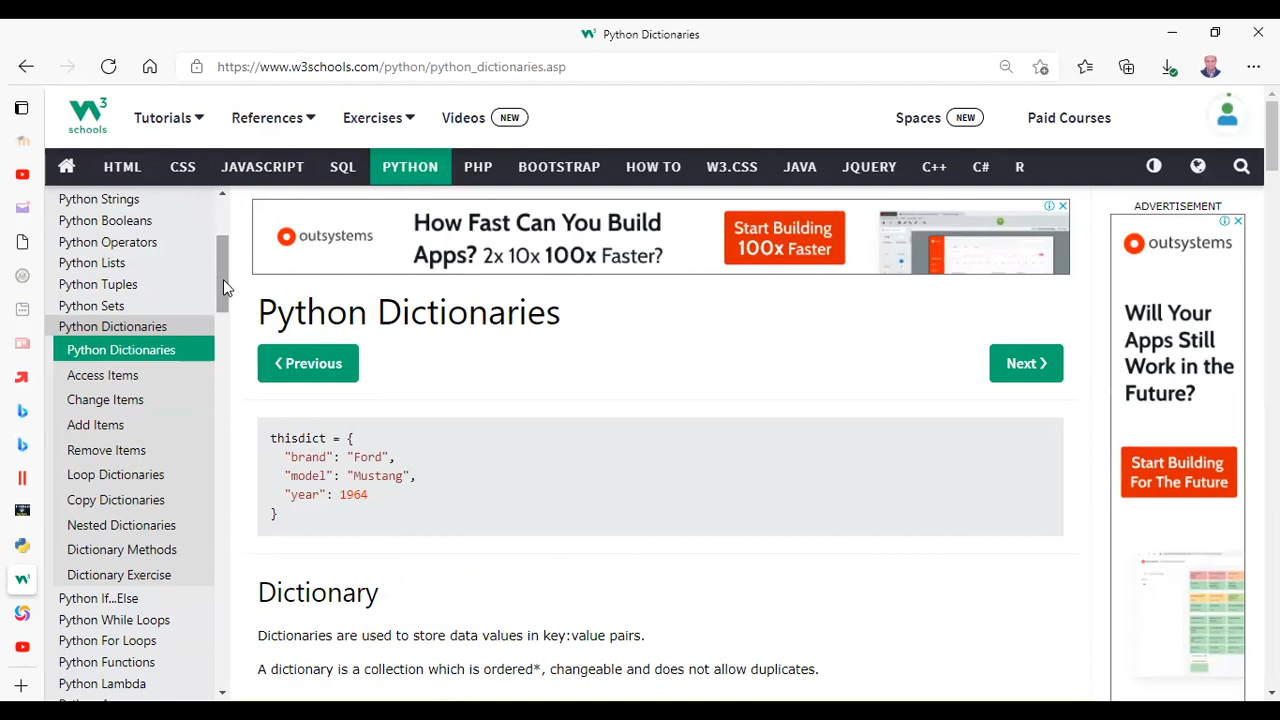 Python Dictionaries
https://www.w3schools.com/python/python_dictionaries.asp
W3 schools
Tutorials
References
Exercises
Videos NEW
Spaces NEW
Paid Courses
HTML CSS JAVASCRIPT SQL PYTHON PHP BOOTSTRAP HOW TO W3.CSS JAVA JQUERY C++ C# R
Python Strings
Python Booleans
Python Operators
Python Lists
Python Tuples
Python Sets
Python Dictionaries
Python Dictionaries
Access Items
Change Items
Add Items
Remove Items
Loop Dictionaries
Copy Dictionaries
Nested Dictionaries
Dictionary Methods
Dictionary Exercise
Python If...Else
Python While Loops
Python For Loops
Python Functions
Python Lambda
outsystems
How Fast Can You Build
Apps? 2x 10x 100x Faster?
Start Building
100x Faster
Python Dictionaries
❮ Previous
Next ❯
thisdict = {
"brand": "Ford",
"model": "Mustang",
"year": 1964
}
Dictionary
Dictionaries are used to store data values in key:value pairs.
A dictionary is a collection which is ordered*, changeable and does not allow duplicates.
ADVERTISEMENT
outsystems
Will Your
Apps Still
Work in the
Future?
Start Building
For The Future